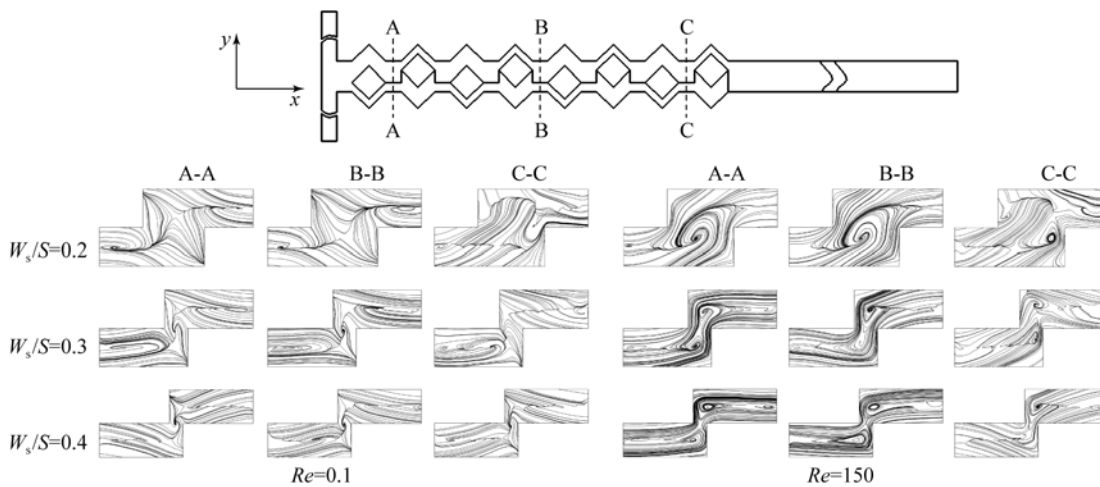 A B C
y
x
A B C
A-A B-B C-C A-A B-B C-C
Wₛ/S=0.2
Wₛ/S=0.3
Wₛ/S=0.4
Re=0.1 Re=150